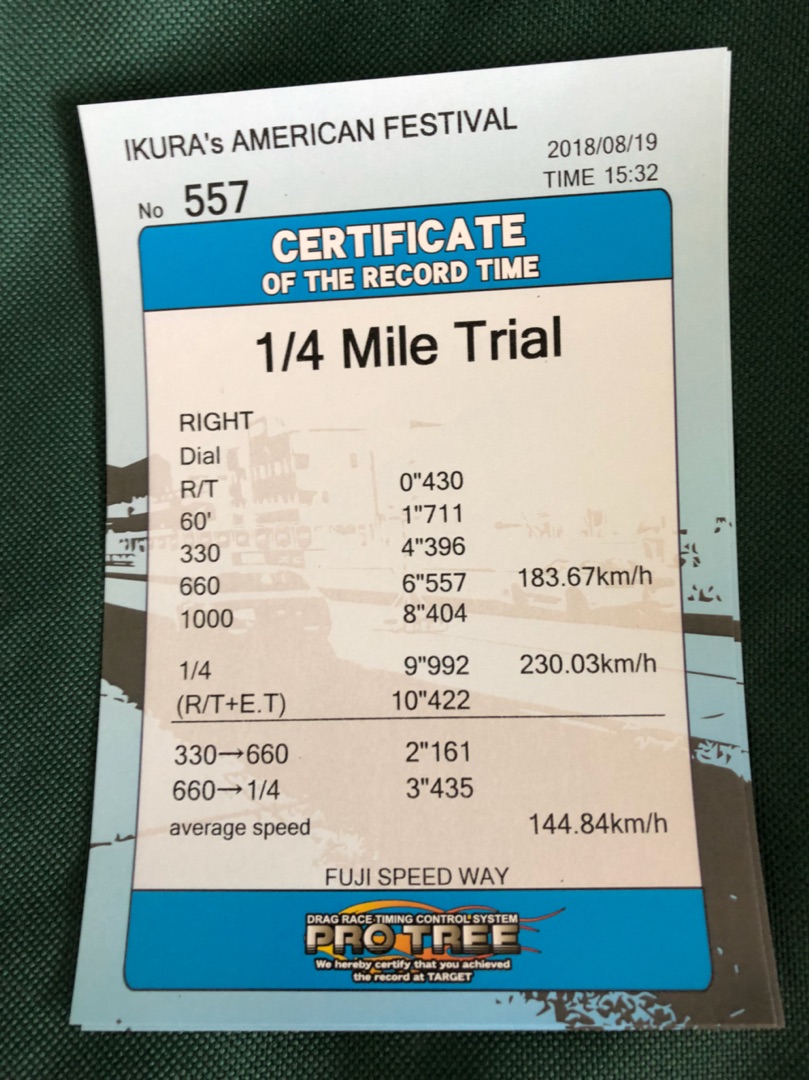 IKURA's AMERICAN FESTIVAL
2018/08/19
TIME 15:32
No 557
CERTIFICATE
OF THE RECORD TIME
1/4 Mile Trial
RIGHT
Dial
R/T 0"430
60' 1"711
330 4"396
660 6"557 183.67km/h
1000 8"404
1/4 9"992 230.03km/h
(R/T+E.T) 10"422
330→660 2"161
660→1/4 3"435
average speed 144.84km/h
FUJI SPEED WAY
DRAG RACE TIMING CONTROL SYSTEM
PRO TREE
We hereby certify that you achieved
the record at TARGET